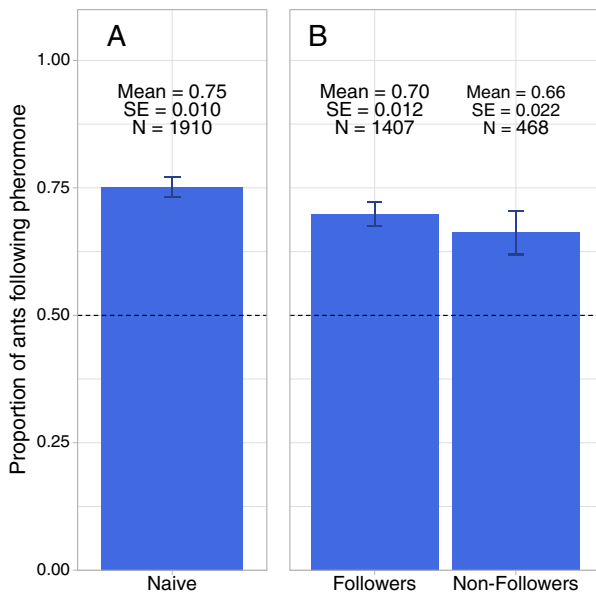 A
B
Mean = 0.75
SE = 0.010
N = 1910
Mean = 0.70
SE = 0.012
N = 1407
Mean = 0.66
SE = 0.022
N = 468
Proportion of ants following pheromone
1.00
0.75
0.50
0.25
0.00
Naive
Followers
Non-Followers